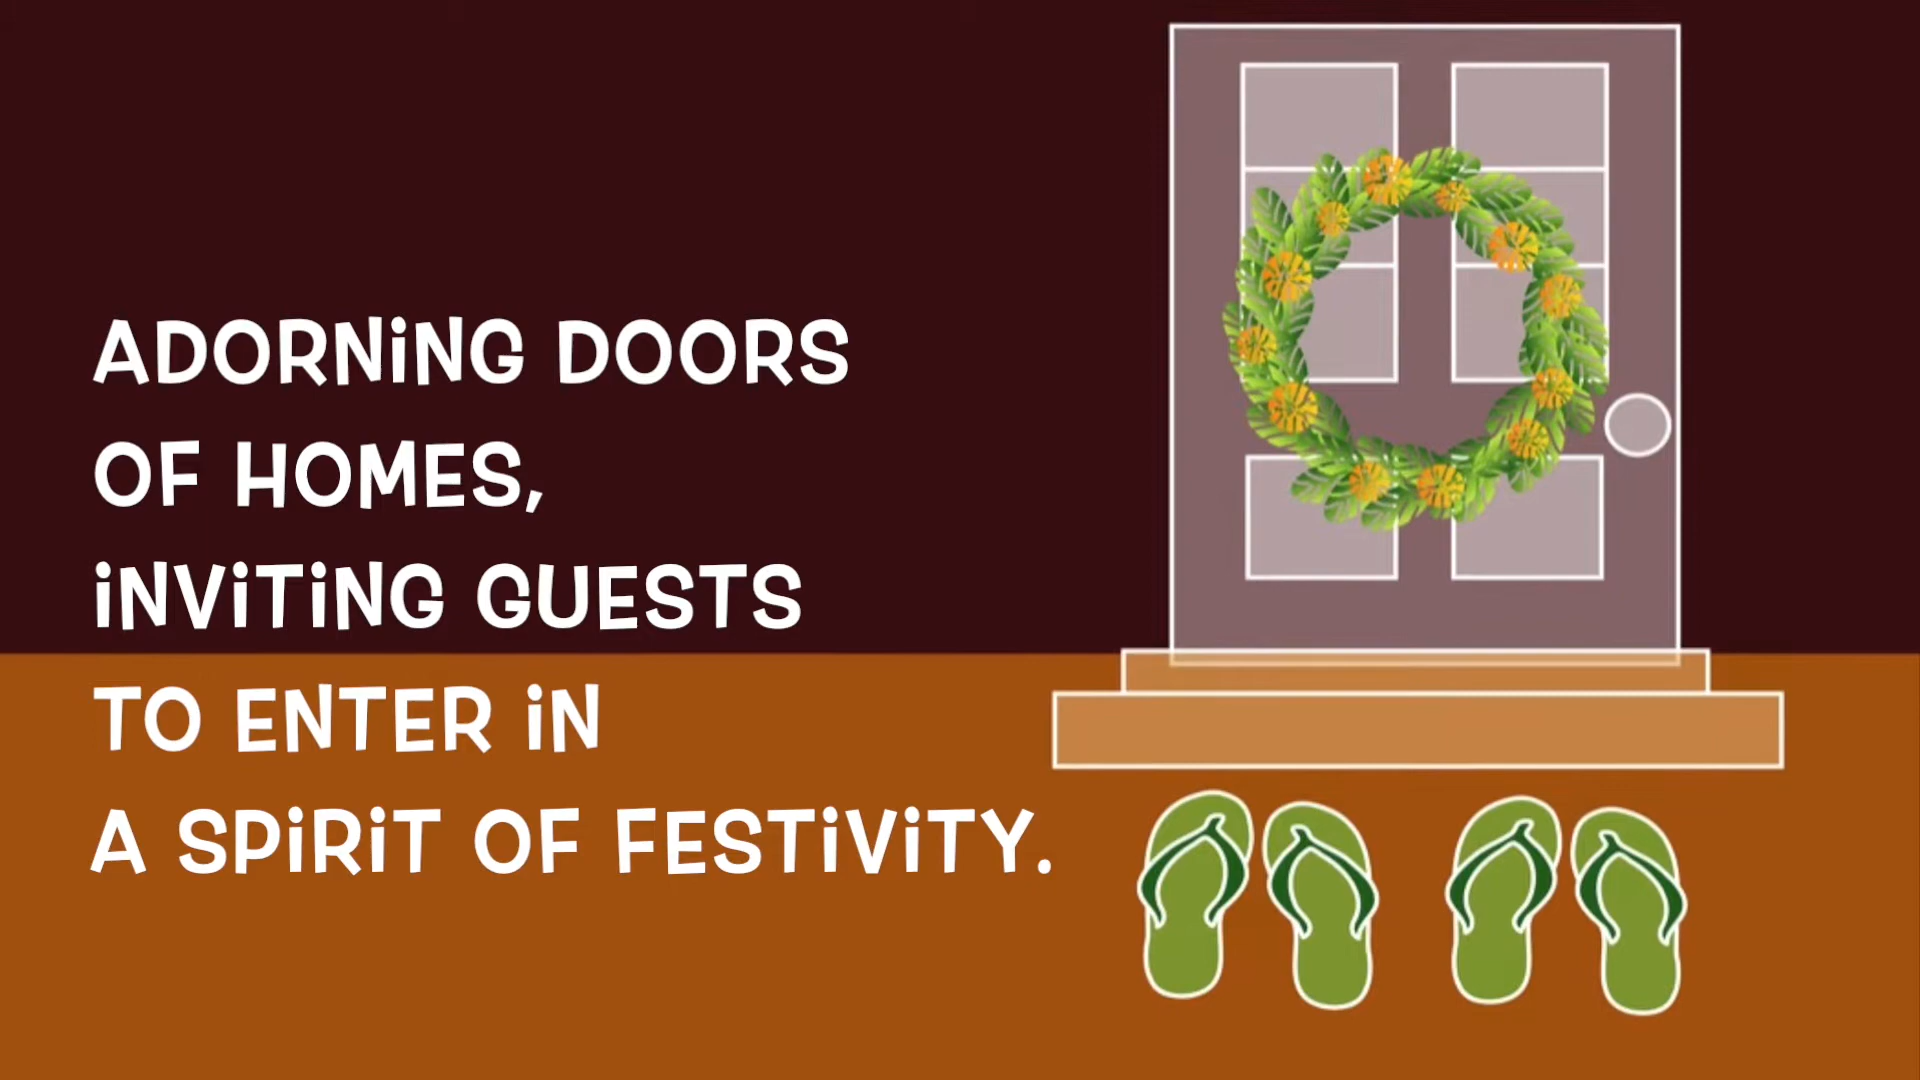 ADORNiNG DOORS
OF HOMES,
iNViTiNG GUESTS
TO ENTER iN
A SPiRiT OF FESTiViTY.